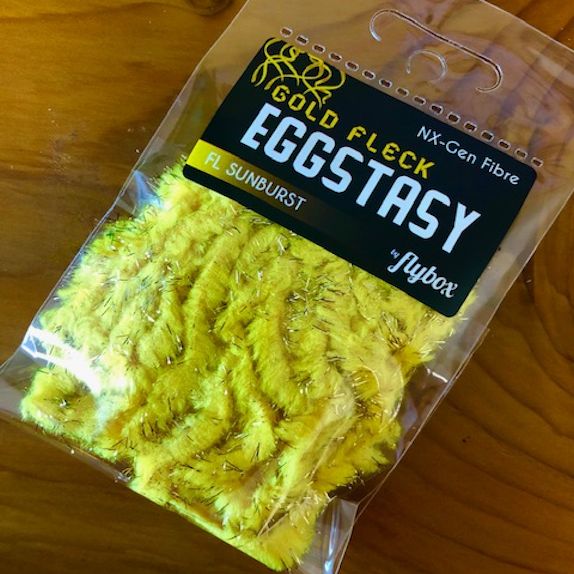 GOLD FLECK
NX-Gen Fibre
EGGSTASY
FL SUNBURST
by flybox